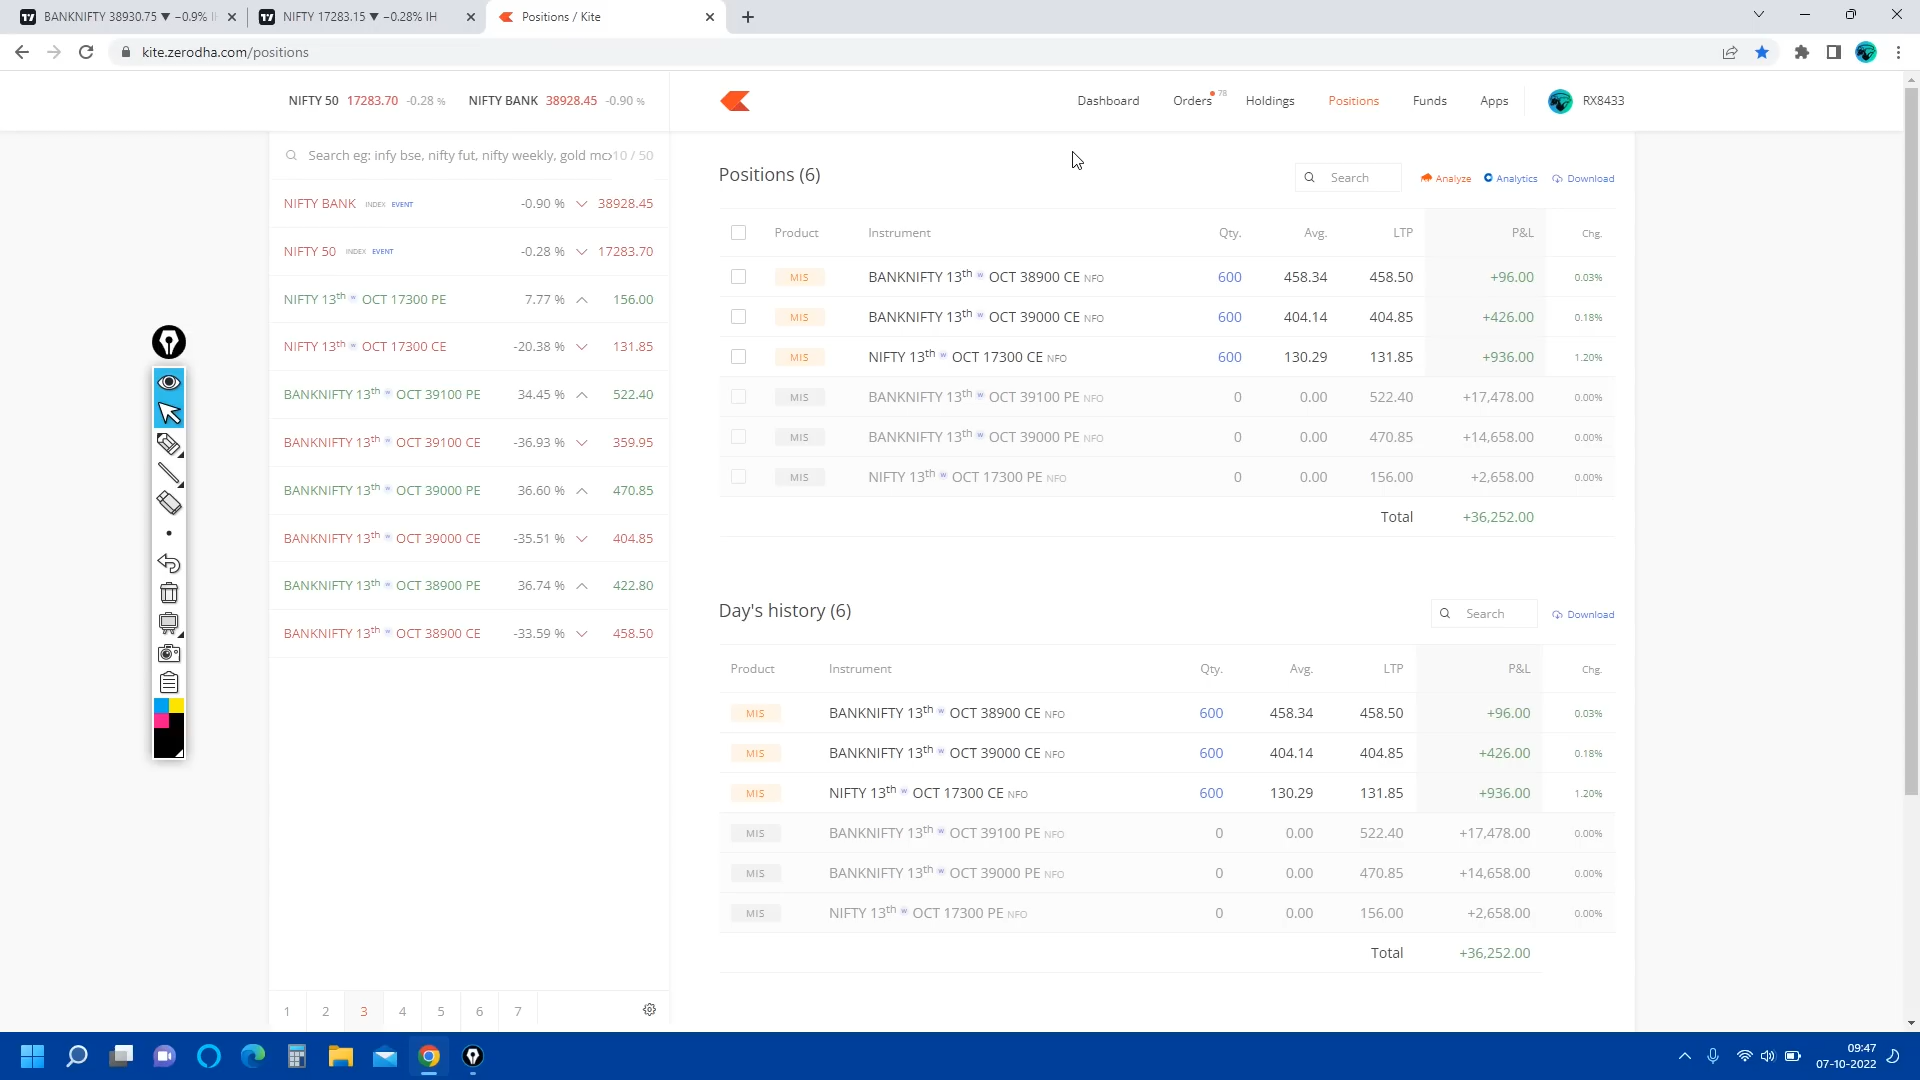 BANKNIFTY 38930.75 ▼ −0.9%
NIFTY 17283.15 ▼ −0.28% IH
Positions / Kite
kite.zerodha.com/positions
NIFTY 50 17283.70 -0.28 % NIFTY BANK 38928.45 -0.90 %
Dashboard Orders 78 Holdings Positions Funds Apps RX8433
Search eg: infy bse, nifty fut, nifty weekly, gold mcx 10 / 50
NIFTY BANK INDEX EVENT -0.90 % 38928.45
NIFTY 50 INDEX EVENT -0.28 % 17283.70
NIFTY 13th w OCT 17300 PE 7.77 % 156.00
NIFTY 13th w OCT 17300 CE -20.38 % 131.85
BANKNIFTY 13th w OCT 39100 PE 34.45 % 522.40
BANKNIFTY 13th w OCT 39100 CE -36.93 % 359.95
BANKNIFTY 13th w OCT 39000 PE 36.60 % 470.85
BANKNIFTY 13th w OCT 39000 CE -35.51 % 404.85
BANKNIFTY 13th w OCT 38900 PE 36.74 % 422.80
BANKNIFTY 13th w OCT 38900 CE -33.59 % 458.50
1 2 3 4 5 6 7
Positions (6) Search Analyze Analytics Download
Product Instrument Qty. Avg. LTP P&L Chg.
MIS BANKNIFTY 13th w OCT 38900 CE NFO 600 458.34 458.50 +96.00 0.03%
MIS BANKNIFTY 13th w OCT 39000 CE NFO 600 404.14 404.85 +426.00 0.18%
MIS NIFTY 13th w OCT 17300 CE NFO 600 130.29 131.85 +936.00 1.20%
MIS BANKNIFTY 13th w OCT 39100 PE NFO 0 0.00 522.40 +17,478.00 0.00%
MIS BANKNIFTY 13th w OCT 39000 PE NFO 0 0.00 470.85 +14,658.00 0.00%
MIS NIFTY 13th w OCT 17300 PE NFO 0 0.00 156.00 +2,658.00 0.00%
Total +36,252.00
Day's history (6) Search Download
Product Instrument Qty. Avg. LTP P&L Chg.
MIS BANKNIFTY 13th w OCT 38900 CE NFO 600 458.34 458.50 +96.00 0.03%
MIS BANKNIFTY 13th w OCT 39000 CE NFO 600 404.14 404.85 +426.00 0.18%
MIS NIFTY 13th w OCT 17300 CE NFO 600 130.29 131.85 +936.00 1.20%
MIS BANKNIFTY 13th w OCT 39100 PE NFO 0 0.00 522.40 +17,478.00 0.00%
MIS BANKNIFTY 13th w OCT 39000 PE NFO 0 0.00 470.85 +14,658.00 0.00%
MIS NIFTY 13th w OCT 17300 PE NFO 0 0.00 156.00 +2,658.00 0.00%
Total +36,252.00
09:47
07-10-2022